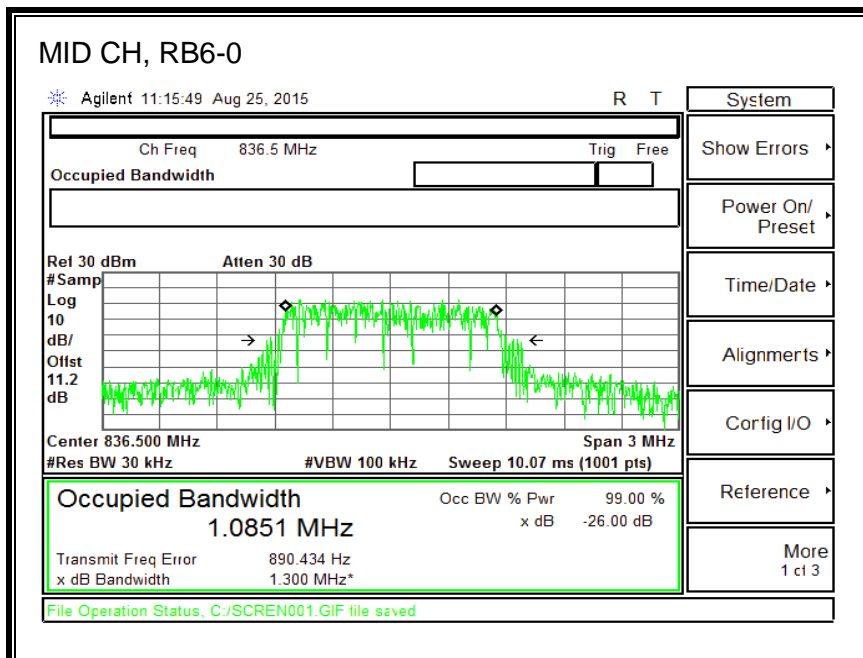 MID CH, RB6-0
Agilent 11:15:49 Aug 25, 2015 R T
Ch Freq 836.5 MHz Trig Free
Occupied Bandwidth
Ref 30 dBm Atten 30 dB
#Samp
Log
10
dB/
Offst
11.2
dB
Center 836.500 MHz Span 3 MHz
#Res BW 30 kHz #VBW 100 kHz Sweep 10.07 ms (1001 pts)
Occupied Bandwidth Occ BW % Pwr 99.00 %
1.0851 MHz x dB -26.00 dB
Transmit Freq Error 890.434 Hz
x dB Bandwidth 1.300 MHz*
File Operation Status, C:/SCREN001.GIF file saved
System
Show Errors
Power On/
Preset
Time/Date
Alignments
Config I/O
Reference
More
1 of 3